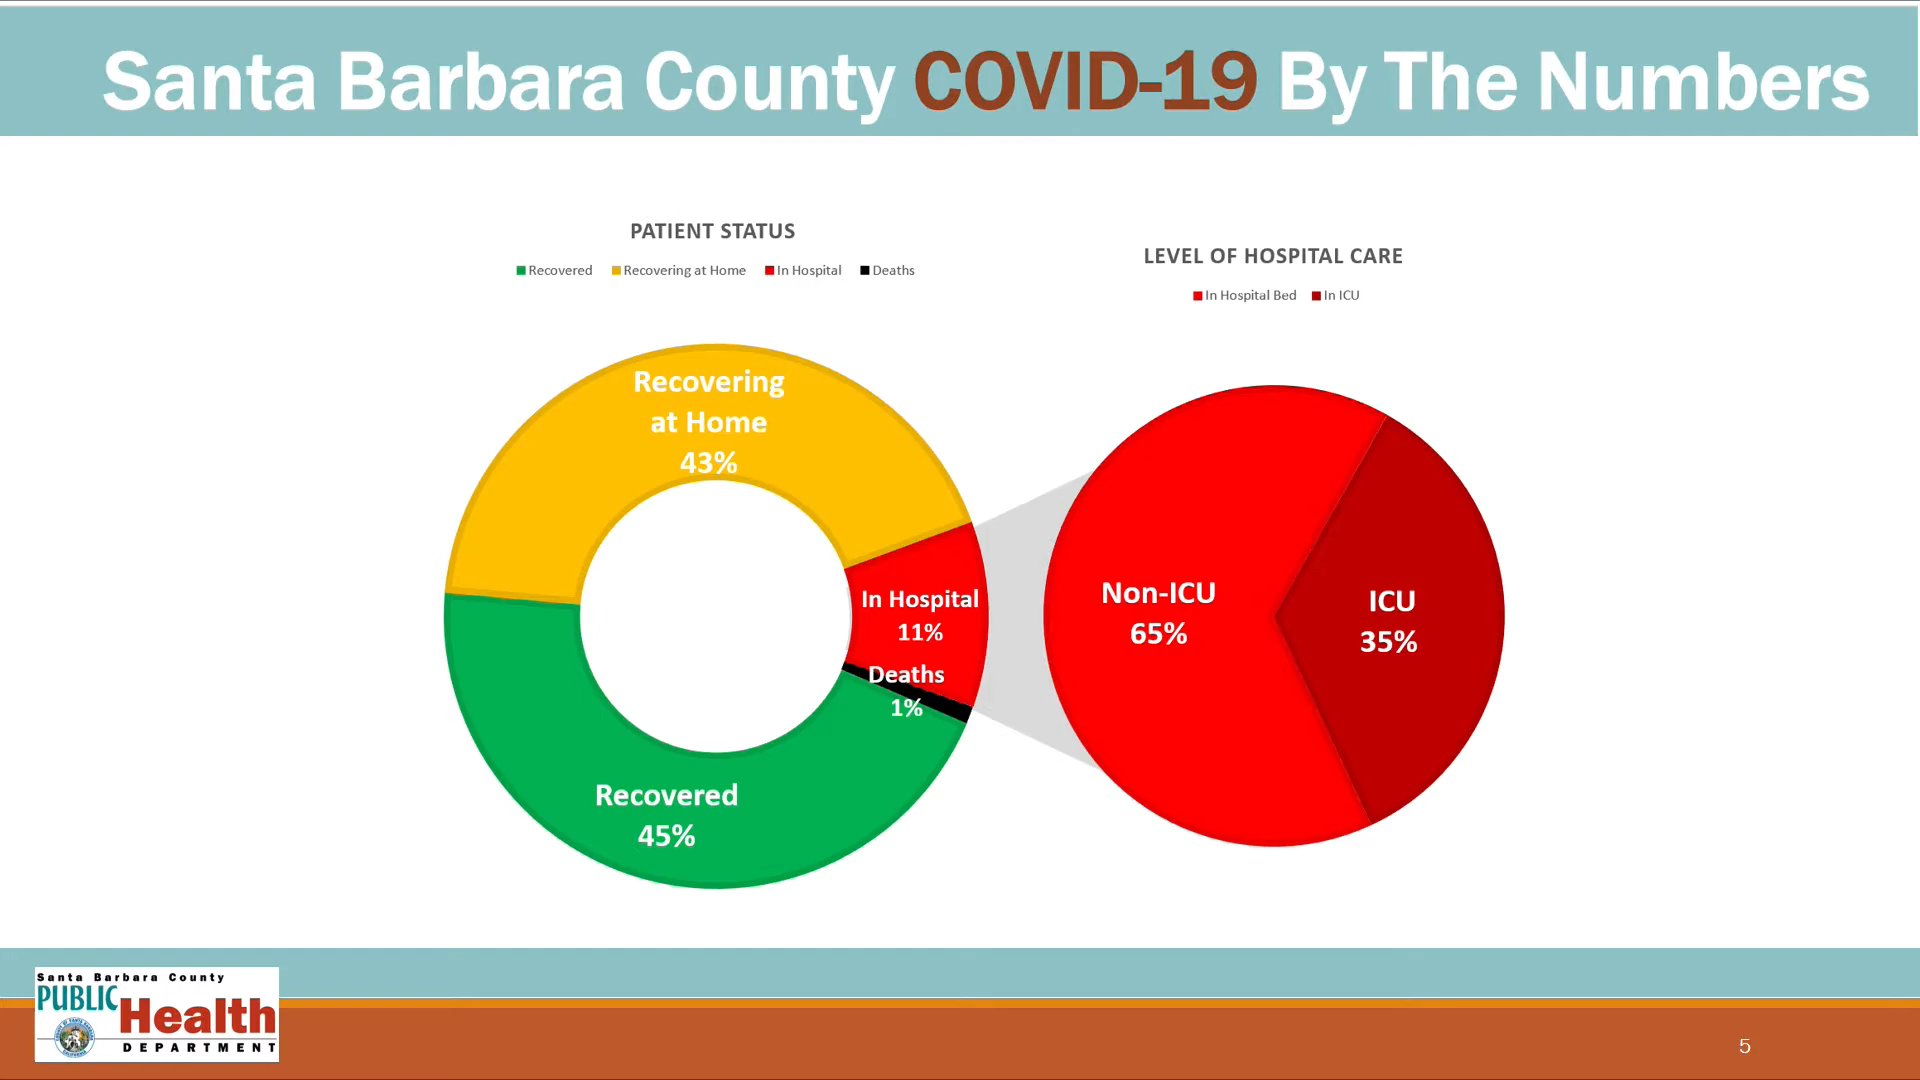 Santa Barbara County COVID-19 By The Numbers
PATIENT STATUS
Recovered Recovering at Home In Hospital Deaths
LEVEL OF HOSPITAL CARE
In Hospital Bed In ICU
Recovering
at Home
43%
In Hospital
11%
Deaths
1%
Recovered
45%
Non-ICU
65%
ICU
35%
Santa Barbara County
PUBLIC
Health
DEPARTMENT
5